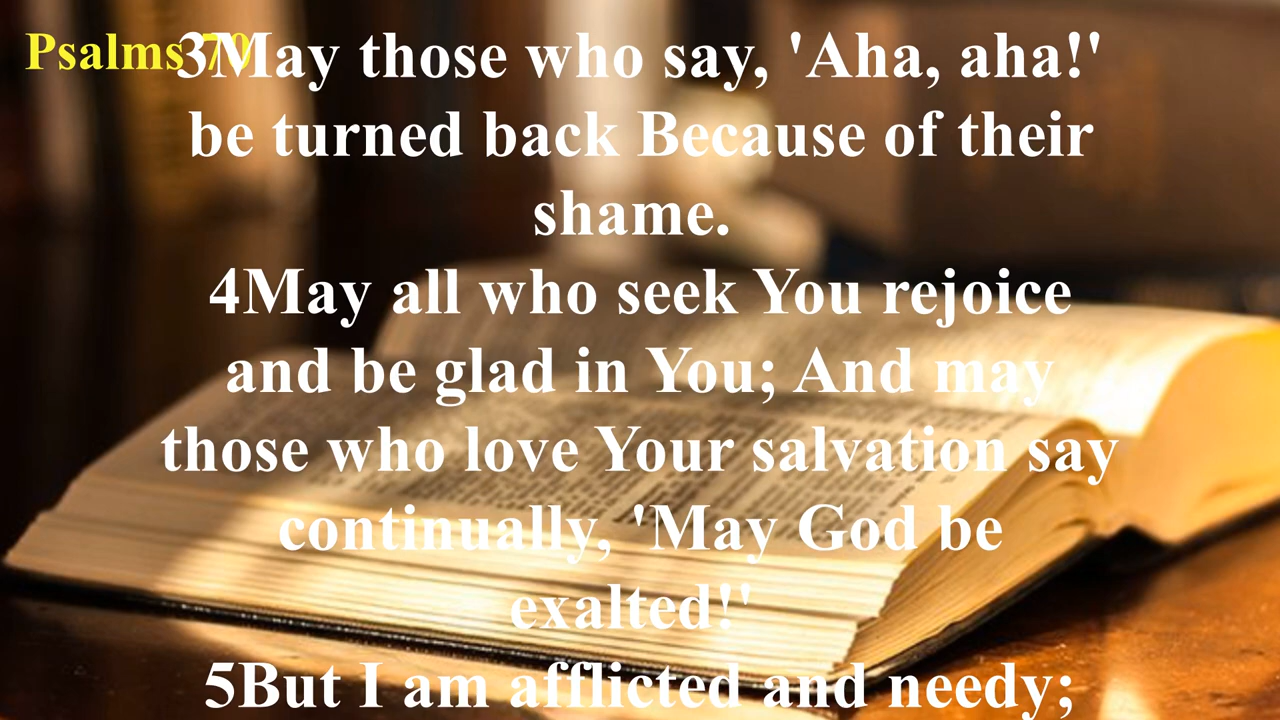 Psalms 70
3May those who say, 'Aha, aha!'
be turned back Because of their
shame.
4May all who seek You rejoice
and be glad in You; And may
those who love Your salvation say
continually, 'May God be
exalted!'
5But I am afflicted and needy;